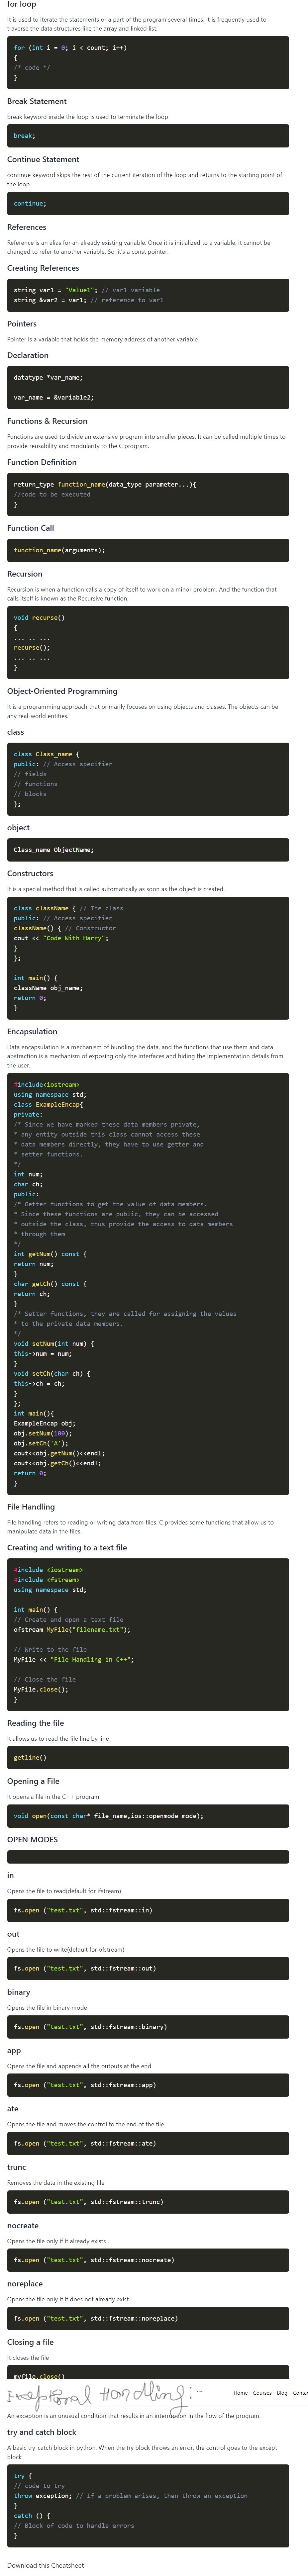 for loop
It is used to iterate the statements or a part of the program several times. It is frequently used to
traverse the data structures like the array and linked list.
for (int i = 0; i < count; i++)
{
/* code */
}
Break Statement
break keyword inside the loop is used to terminate the loop
break;
Continue Statement
continue keyword skips the rest of the current iteration of the loop and returns to the starting point of
the loop
continue;
References
Reference is an alias for an already existing variable. Once it is initialized to a variable, it cannot be
changed to refer to another variable. So, it's a const pointer.
Creating References
string var1 = "Value1"; // var1 variable
string &var2 = var1; // reference to var1
Pointers
Pointer is a variable that holds the memory address of another variable
Declaration
datatype *var_name;
var_name = &variable2;
Functions & Recursion
Functions are used to divide an extensive program into smaller pieces. It can be called multiple times to
provide reusability and modularity to the C program.
Function Definition
return_type function_name(data_type parameter...){
//code to be executed
}
Function Call
function_name(arguments);
Recursion
Recursion is when a function calls a copy of itself to work on a minor problem. And the function that
calls itself is known as the Recursive function.
void recurse()
{
... .. ...
recurse();
... .. ...
}
Object-Oriented Programming
It is a programming approach that primarily focuses on using objects and classes. The objects can be
any real-world entities.
class
class Class_name {
public: // Access specifier
// fields
// functions
// blocks
};
object
Class_name ObjectName;
Constructors
It is a special method that is called automatically as soon as the object is created.
class className { // The class
public: // Access specifier
className() { // Constructor
cout << "Code With Harry";
}
};
int main() {
className obj_name;
return 0;
}
Encapsulation
Data encapsulation is a mechanism of bundling the data, and the functions that use them and data
abstraction is a mechanism of exposing only the interfaces and hiding the implementation details from
the user.
#include<iostream>
using namespace std;
class ExampleEncap{
private:
/* Since we have marked these data members private,
* any entity outside this class cannot access these
* data members directly, they have to use getter and
* setter functions.
*/
int num;
char ch;
public:
/* Getter functions to get the value of data members.
* Since these functions are public, they can be accessed
* outside the class, thus provide the access to data members
* through them
*/
int getNum() const {
return num;
}
char getCh() const {
return ch;
}
/* Setter functions, they are called for assigning the values
* to the private data members.
*/
void setNum(int num) {
this->num = num;
}
void setCh(char ch) {
this->ch = ch;
}
};
int main(){
ExampleEncap obj;
obj.setNum(100);
obj.setCh('A');
cout<<obj.getNum()<<endl;
cout<<obj.getCh()<<endl;
return 0;
}
File Handling
File handling refers to reading or writing data from files. C provides some functions that allow us to
manipulate data in the files.
Creating and writing to a text file
#include <iostream>
#include <fstream>
using namespace std;
int main() {
// Create and open a text file
ofstream MyFile("filename.txt");
// Write to the file
MyFile << "File Handling in C++";
// Close the file
MyFile.close();
}
Reading the file
It allows us to read the file line by line
getline()
Opening a File
It opens a file in the C++ program
void open(const char* file_name,ios::openmode mode);
OPEN MODES
in
Opens the file to read(default for ifstream)
fs.open ("test.txt", std::fstream::in)
out
Opens the file to write(default for ofstream)
fs.open ("test.txt", std::fstream::out)
binary
Opens the file in binary mode
fs.open ("test.txt", std::fstream::binary)
app
Opens the file and appends all the outputs at the end
fs.open ("test.txt", std::fstream::app)
ate
Opens the file and moves the control to the end of the file
fs.open ("test.txt", std::fstream::ate)
trunc
Removes the data in the existing file
fs.open ("test.txt", std::fstream::trunc)
nocreate
Opens the file only if it already exists
fs.open ("test.txt", std::fstream::nocreate)
noreplace
Opens the file only if it does not already exist
fs.open ("test.txt", std::fstream::noreplace)
Closing a file
It closes the file
myfile.close()
Exceptional Handling:-
Home Courses Blog Contac
An exception is an unusual condition that results in an interruption in the flow of the program.
try and catch block
A basic try-catch block in python. When the try block throws an error, the control goes to the except
block
try {
// code to try
throw exception; // If a problem arises, then throw an exception
}
catch () {
// Block of code to handle errors
}
Download this Cheatsheet